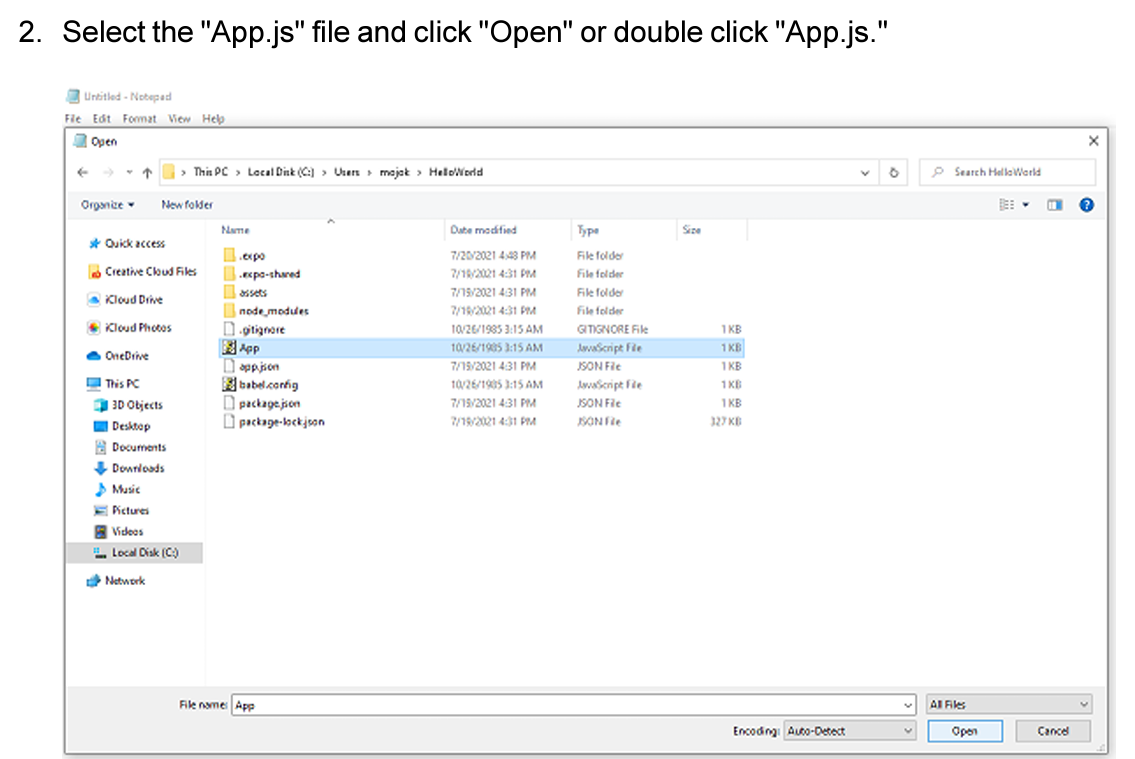 2. Select the "App.js" file and click "Open" or double click "App.js."
Untitled - Notepad
File Edit Format View Help
Open
This PC > Local Disk (C:) > Users > mojok > HelloWorld
Search HelloWorld
Organize New folder
Name Date modified Type Size
Quick access
Creative Cloud Files
iCloud Drive
iCloud Photos
OneDrive
This PC
3D Objects
Desktop
Documents
Downloads
Music
Pictures
Videos
Local Disk (C:)
Network
.expo 7/20/2021 4:48 PM File folder
.expo-shared 7/19/2021 4:31 PM File folder
assets 7/19/2021 4:31 PM File folder
node_modules 7/19/2021 4:31 PM File folder
.gitignore 10/26/1985 3:15 AM GITIGNORE File 1 KB
App 10/26/1985 3:15 AM JavaScript File 1 KB
app.json 7/19/2021 4:31 PM JSON File 1 KB
babel.config 10/26/1985 3:15 AM JavaScript File 1 KB
package.json 7/19/2021 4:31 PM JSON File 1 KB
package-lock.json 7/19/2021 4:31 PM JSON File 327 KB
File name: App All Files
Encoding: Auto-Detect Open Cancel